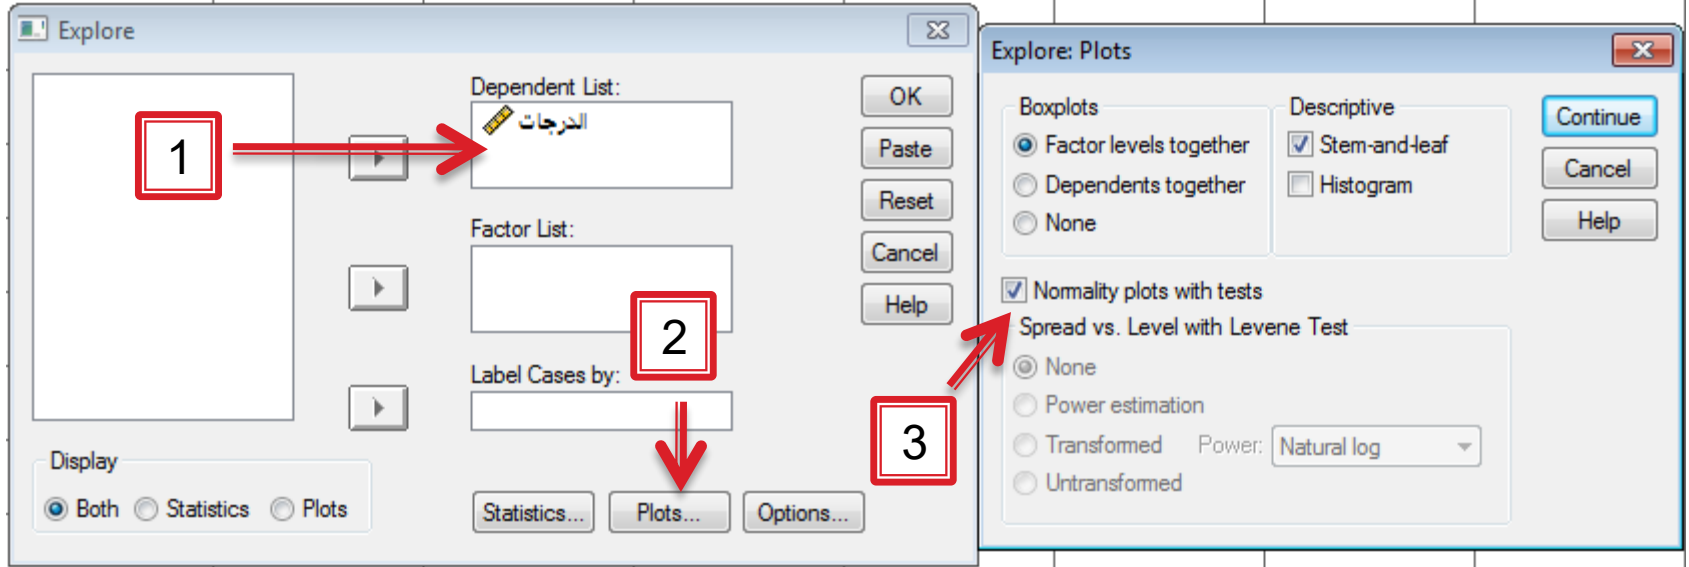 Explore
Dependent List:
الدرجات
Factor List:
Label Cases by:
Display
Both Statistics Plots
Statistics... Plots... Options...
OK
Paste
Reset
Cancel
Help
1
2
3
Explore: Plots
Boxplots
Factor levels together
Dependents together
None
Descriptive
Stem-and-leaf
Histogram
Continue
Cancel
Help
Normality plots with tests
Spread vs. Level with Levene Test
None
Power estimation
Transformed Power: Natural log
Untransformed